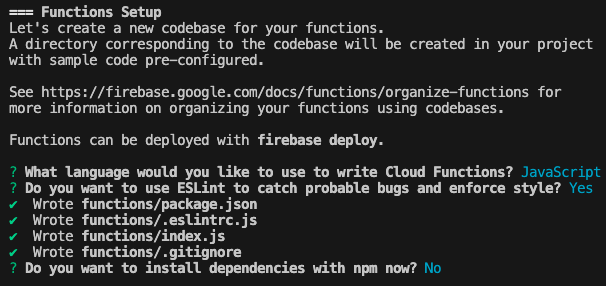 === Functions Setup
Let's create a new codebase for your functions.
A directory corresponding to the codebase will be created in your project
with sample code pre-configured.

See https://firebase.google.com/docs/functions/organize-functions for
more information on organizing your functions using codebases.

Functions can be deployed with firebase deploy.

? What language would you like to use to write Cloud Functions? JavaScript
? Do you want to use ESLint to catch probable bugs and enforce style? Yes
✔  Wrote functions/package.json
✔  Wrote functions/.eslintrc.js
✔  Wrote functions/index.js
✔  Wrote functions/.gitignore
? Do you want to install dependencies with npm now? No